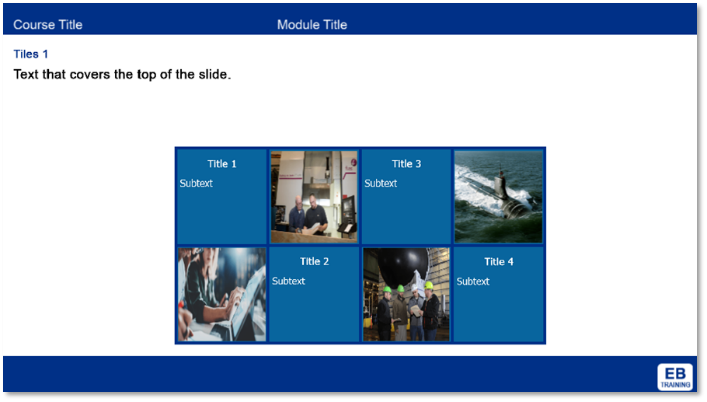 Course Title
Module Title
Tiles 1
Text that covers the top of the slide.
Title 1
Subtext
Title 3
Subtext
Title 2
Subtext
Title 4
Subtext
EB
TRAINING